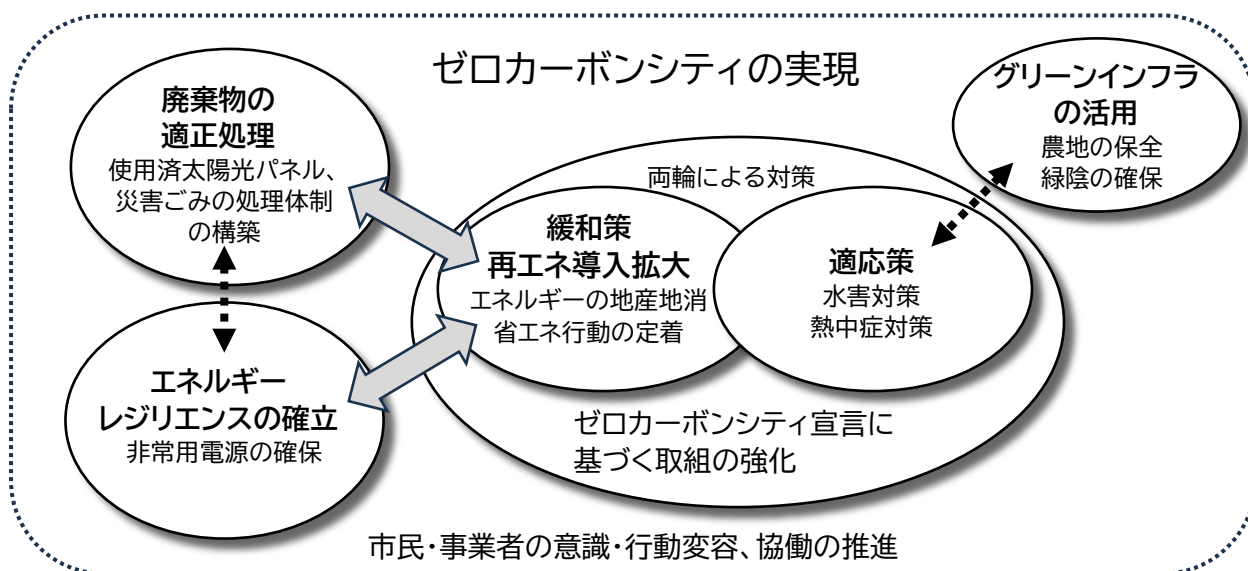 ゼロカーボンシティの実現
廃棄物の
適正処理
使用済太陽光パネル、
災害ごみの処理体制
の構築
グリーンインフラ
の活用
農地の保全
緑陰の確保
両輪による対策
緩和策
再エネ導入拡大
エネルギーの地産地消
省エネ行動の定着
適応策
水害対策
熱中症対策
エネルギー
レジリエンスの確立
非常用電源の確保
ゼロカーボンシティ宣言に
基づく取組の強化
市民・事業者の意識・行動変容、協働の推進